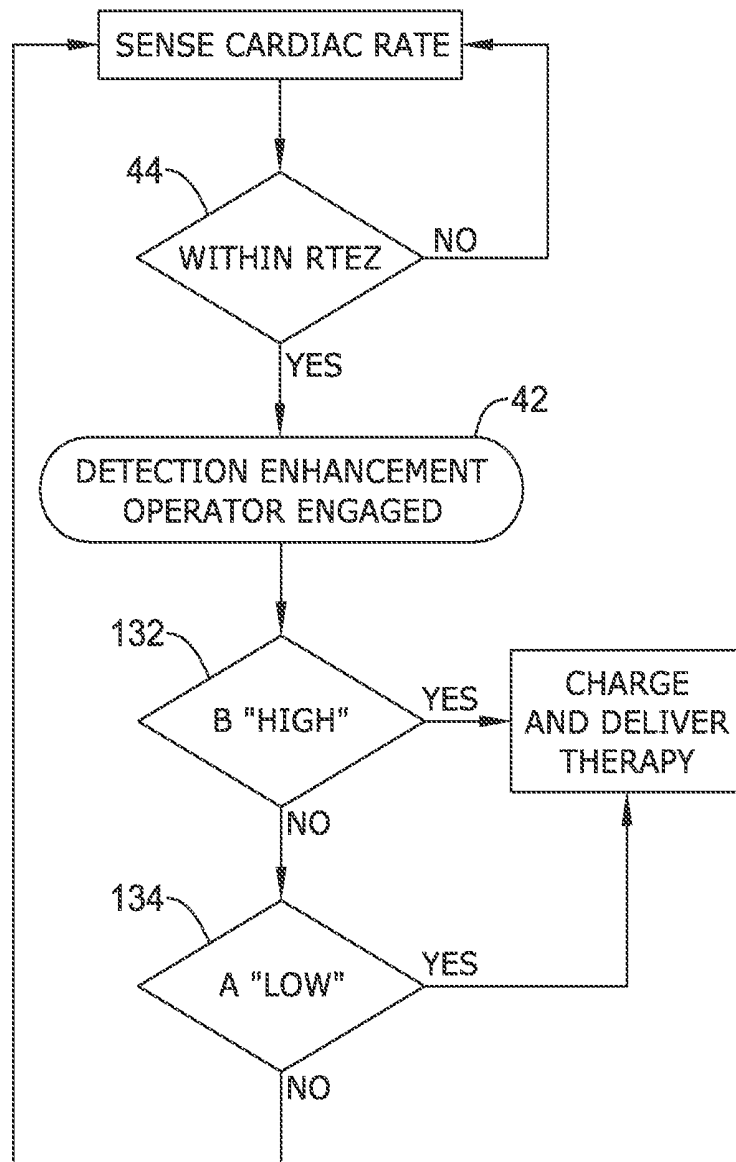 SENSE CARDIAC RATE
44
WITHIN RTEZ
NO
YES
42
DETECTION ENHANCEMENT
OPERATOR ENGAGED
132
B "HIGH"
YES
CHARGE
AND DELIVER
THERAPY
NO
134
A "LOW"
YES
NO